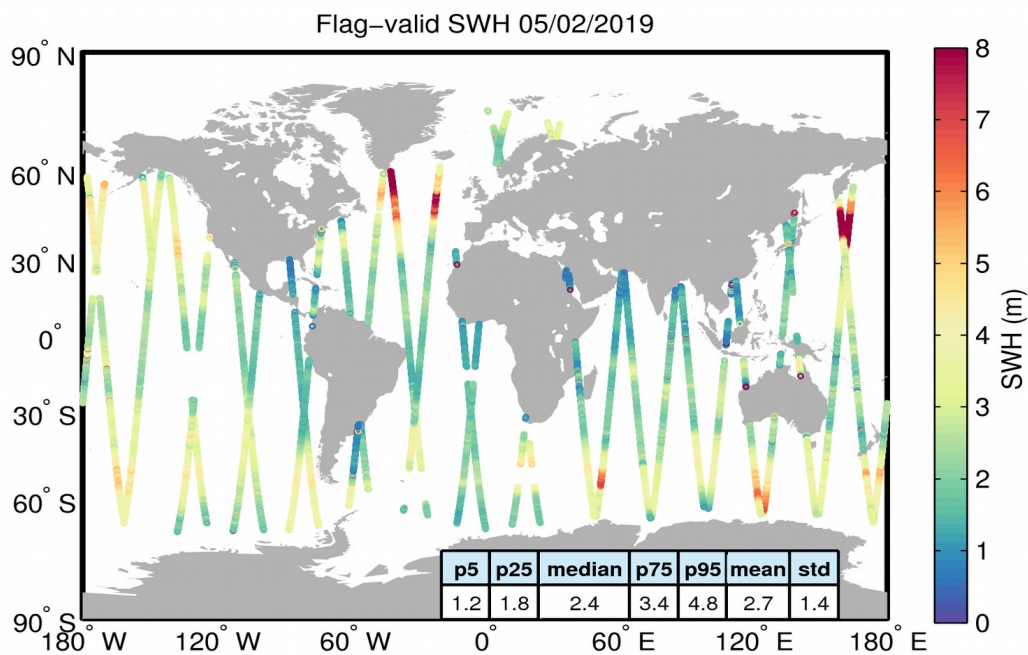 Flag-valid SWH 05/02/2019
90° N
60° N
30° N
0°
30° S
60° S
90° S
180° W
120° W
60° W
0°
60° E
120° E
180° E
p5 p25 median p75 p95 mean std
1.2 1.8 2.4 3.4 4.8 2.7 1.4
8
7
6
5
4
3
2
1
0
SWH (m)